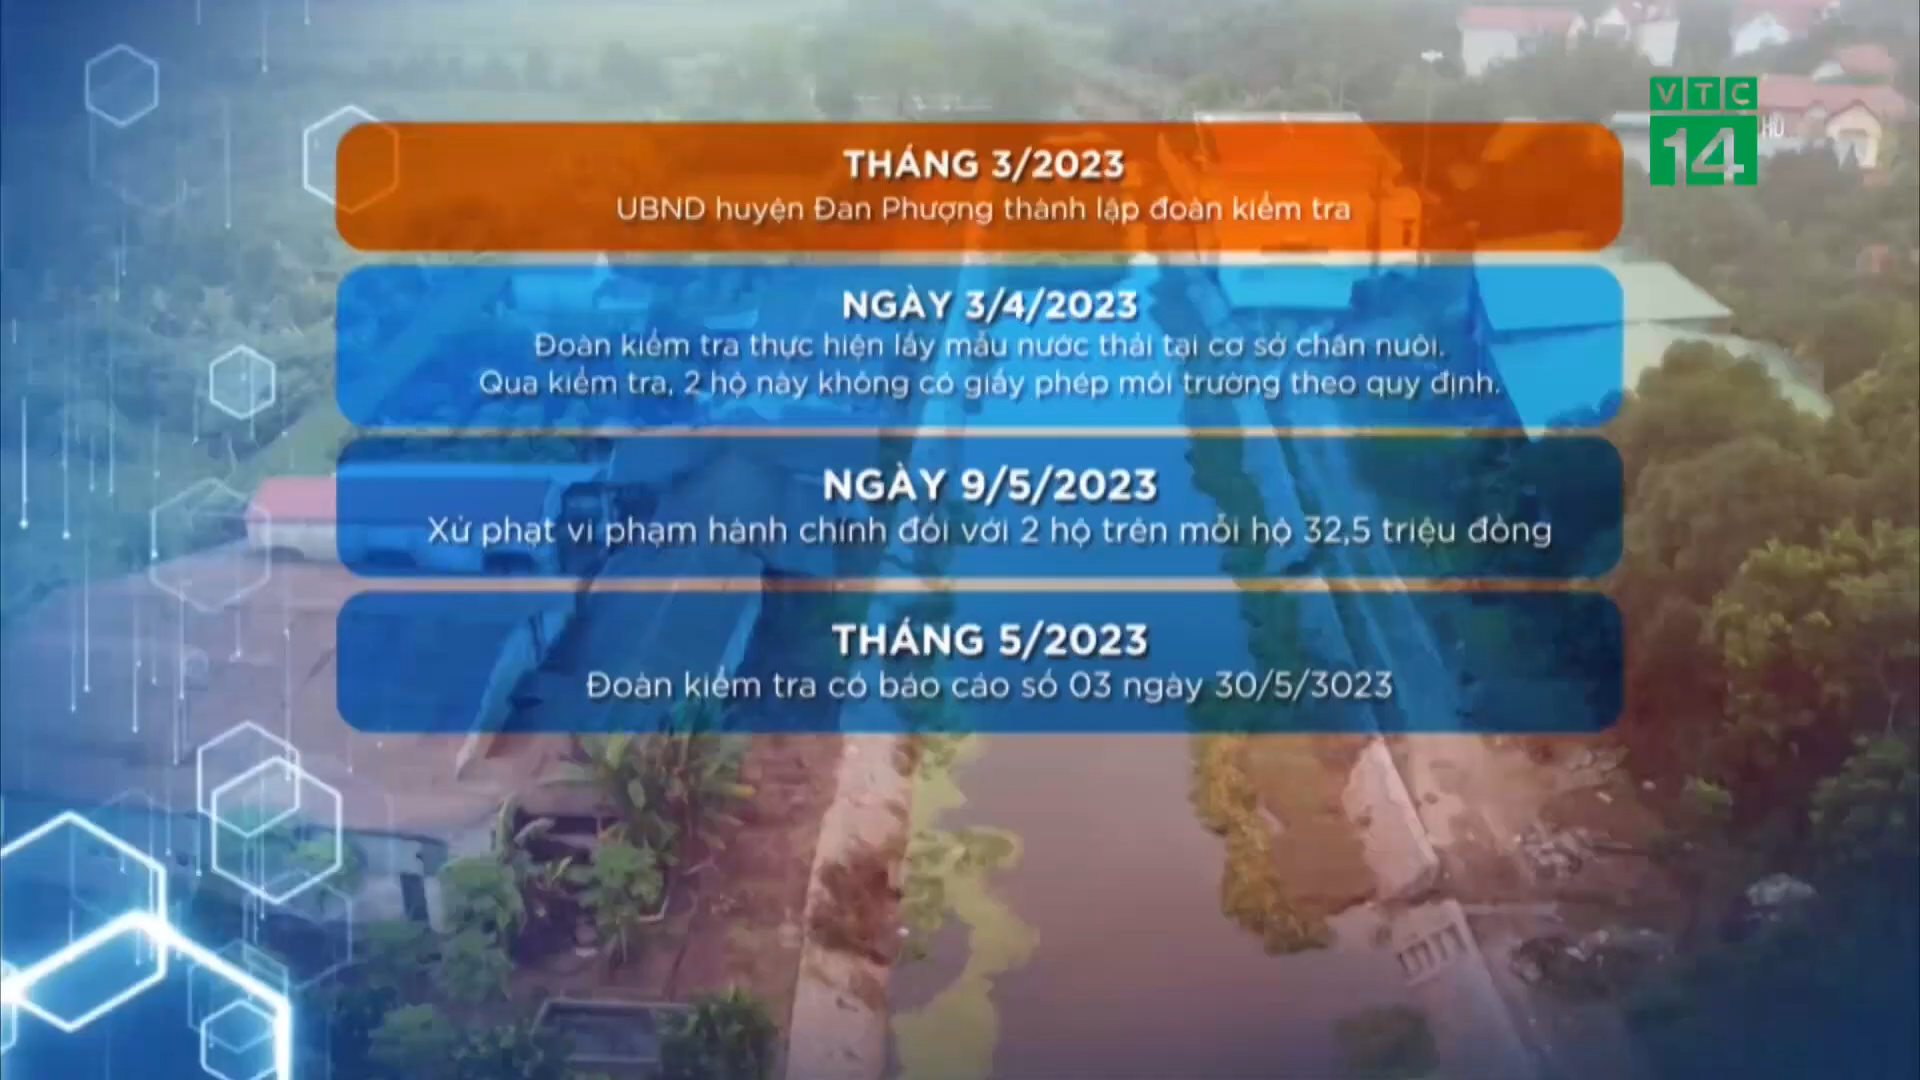 VTC
14
HD
THÁNG 3/2023
UBND huyện Đan Phượng thành lập đoàn kiểm tra
NGÀY 3/4/2023
Đoàn kiểm tra thực hiện lấy mẫu nước thải tại cơ sở chăn nuôi.
Qua kiểm tra, 2 hộ này không có giấy phép môi trường theo quy định.
NGÀY 9/5/2023
Xử phạt vi phạm hành chính đối với 2 hộ trên mỗi hộ 32,5 triệu đồng
THÁNG 5/2023
Đoàn kiểm tra có báo cáo số 03 ngày 30/5/3023